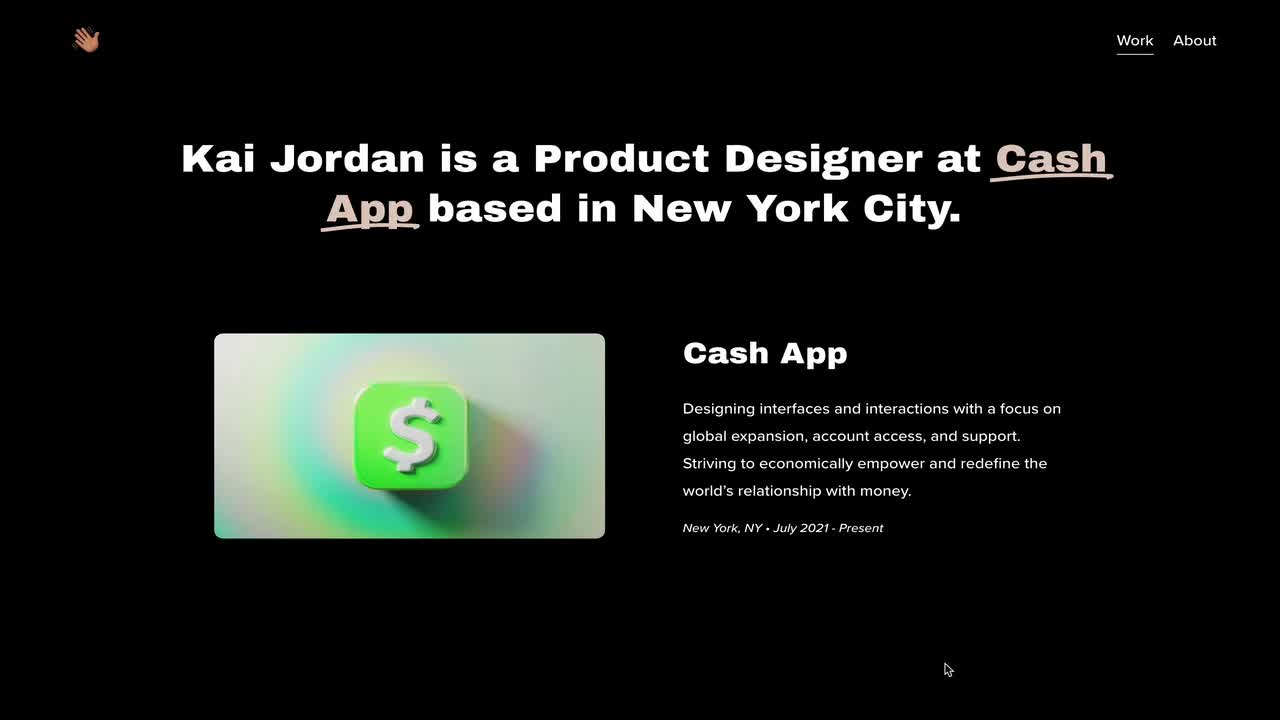 Work About
Kai Jordan is a Product Designer at Cash
App based in New York City.
$
Cash App
Designing interfaces and interactions with a focus on
global expansion, account access, and support.
Striving to economically empower and redefine the
world’s relationship with money.
New York, NY • July 2021 - Present